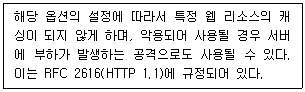 해당 옵션의 설정에 따라서 특정 웹 리소스의 캐
싱이 되지 않게 하며, 악용되어 사용될 경우 서버
에 부하가 발생하는 공격으로도 사용될 수 있다.
이는 RFC 2616(HTTP 1.1)에 규정되어 있다.